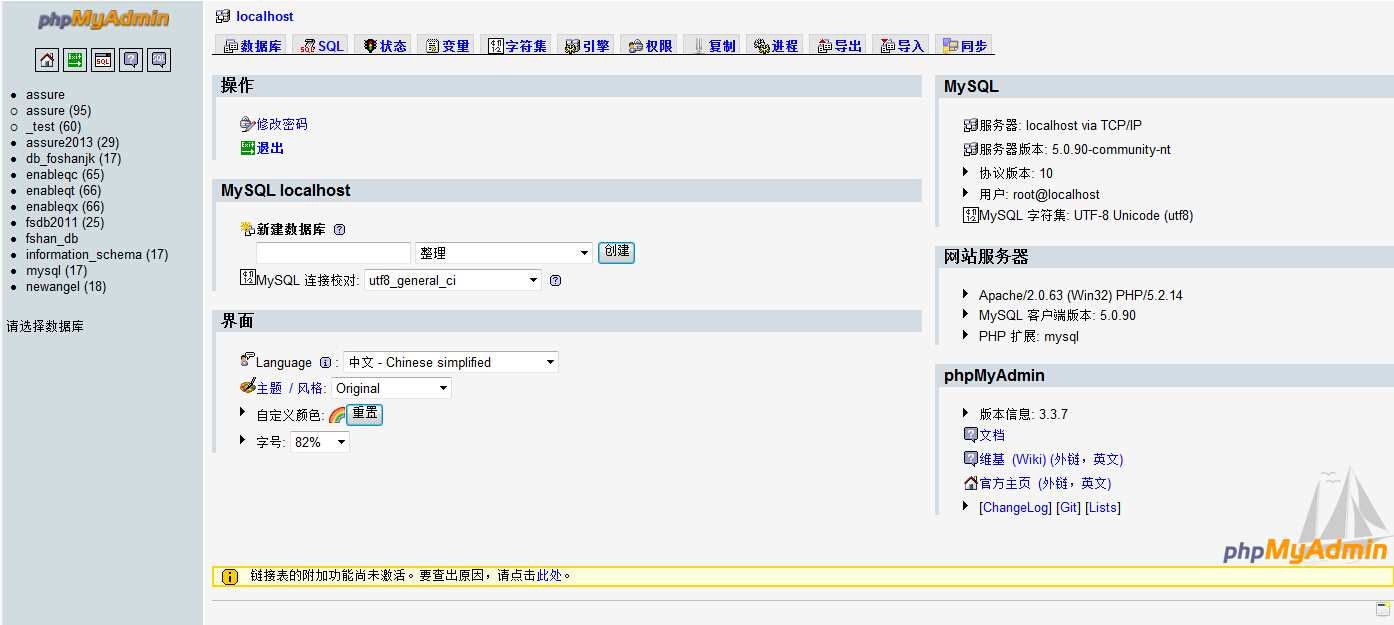 phpMyAdmin
EXIT
SQL
SQL
assure
assure (95)
_test (60)
assure2013 (29)
db_foshanjk (17)
enableqc (65)
enableqt (66)
enableqx (66)
fsdb2011 (25)
fshan_db
information_schema (17)
mysql (17)
newangel (18)
请选择数据库
localhost
数据库 SQL 状态 变量 字符集 引擎 权限 复制 进程 导出 导入 同步
操作
修改密码
退出
MySQL localhost
新建数据库
整理 创建
MySQL 连接校对: utf8_general_ci
界面
Language : 中文 - Chinese simplified
主题 / 风格: Original
自定义颜色: 重置
字号: 82%
MySQL
服务器: localhost via TCP/IP
服务器版本: 5.0.90-community-nt
协议版本: 10
用户: root@localhost
MySQL 字符集: UTF-8 Unicode (utf8)
网站服务器
Apache/2.0.63 (Win32) PHP/5.2.14
MySQL 客户端版本: 5.0.90
PHP 扩展: mysql
phpMyAdmin
版本信息: 3.3.7
文档
维基 (Wiki) (外链，英文)
官方主页 (外链，英文)
[ChangeLog] [Git] [Lists]
phpMyAdmin
链接表的附加功能尚未激活。要查出原因，请点击此处。